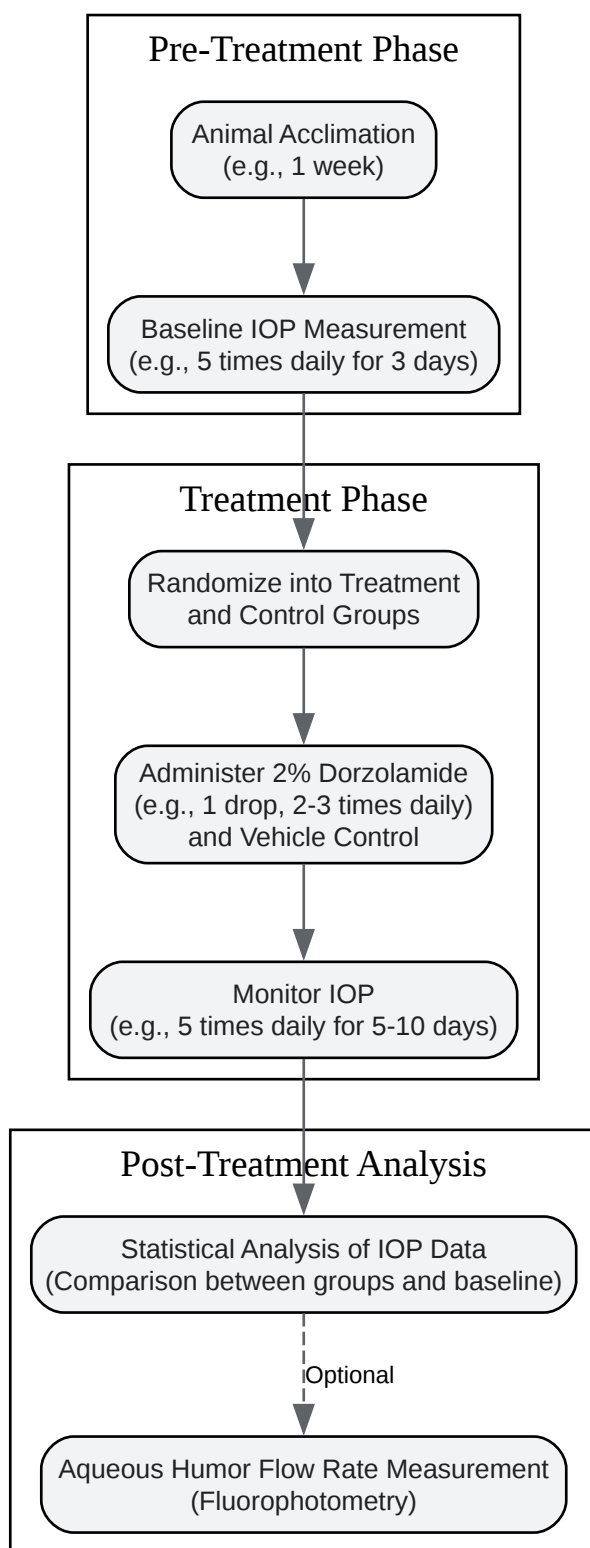 Pre-Treatment Phase
Animal Acclimation
(e.g., 1 week)
Baseline IOP Measurement
(e.g., 5 times daily for 3 days)
Treatment Phase
Randomize into Treatment
and Control Groups
Administer 2% Dorzolamide
(e.g., 1 drop, 2-3 times daily)
and Vehicle Control
Monitor IOP
(e.g., 5 times daily for 5-10 days)
Post-Treatment Analysis
Statistical Analysis of IOP Data
(Comparison between groups and baseline)
Optional
Aqueous Humor Flow Rate Measurement
(Fluorophotometry)